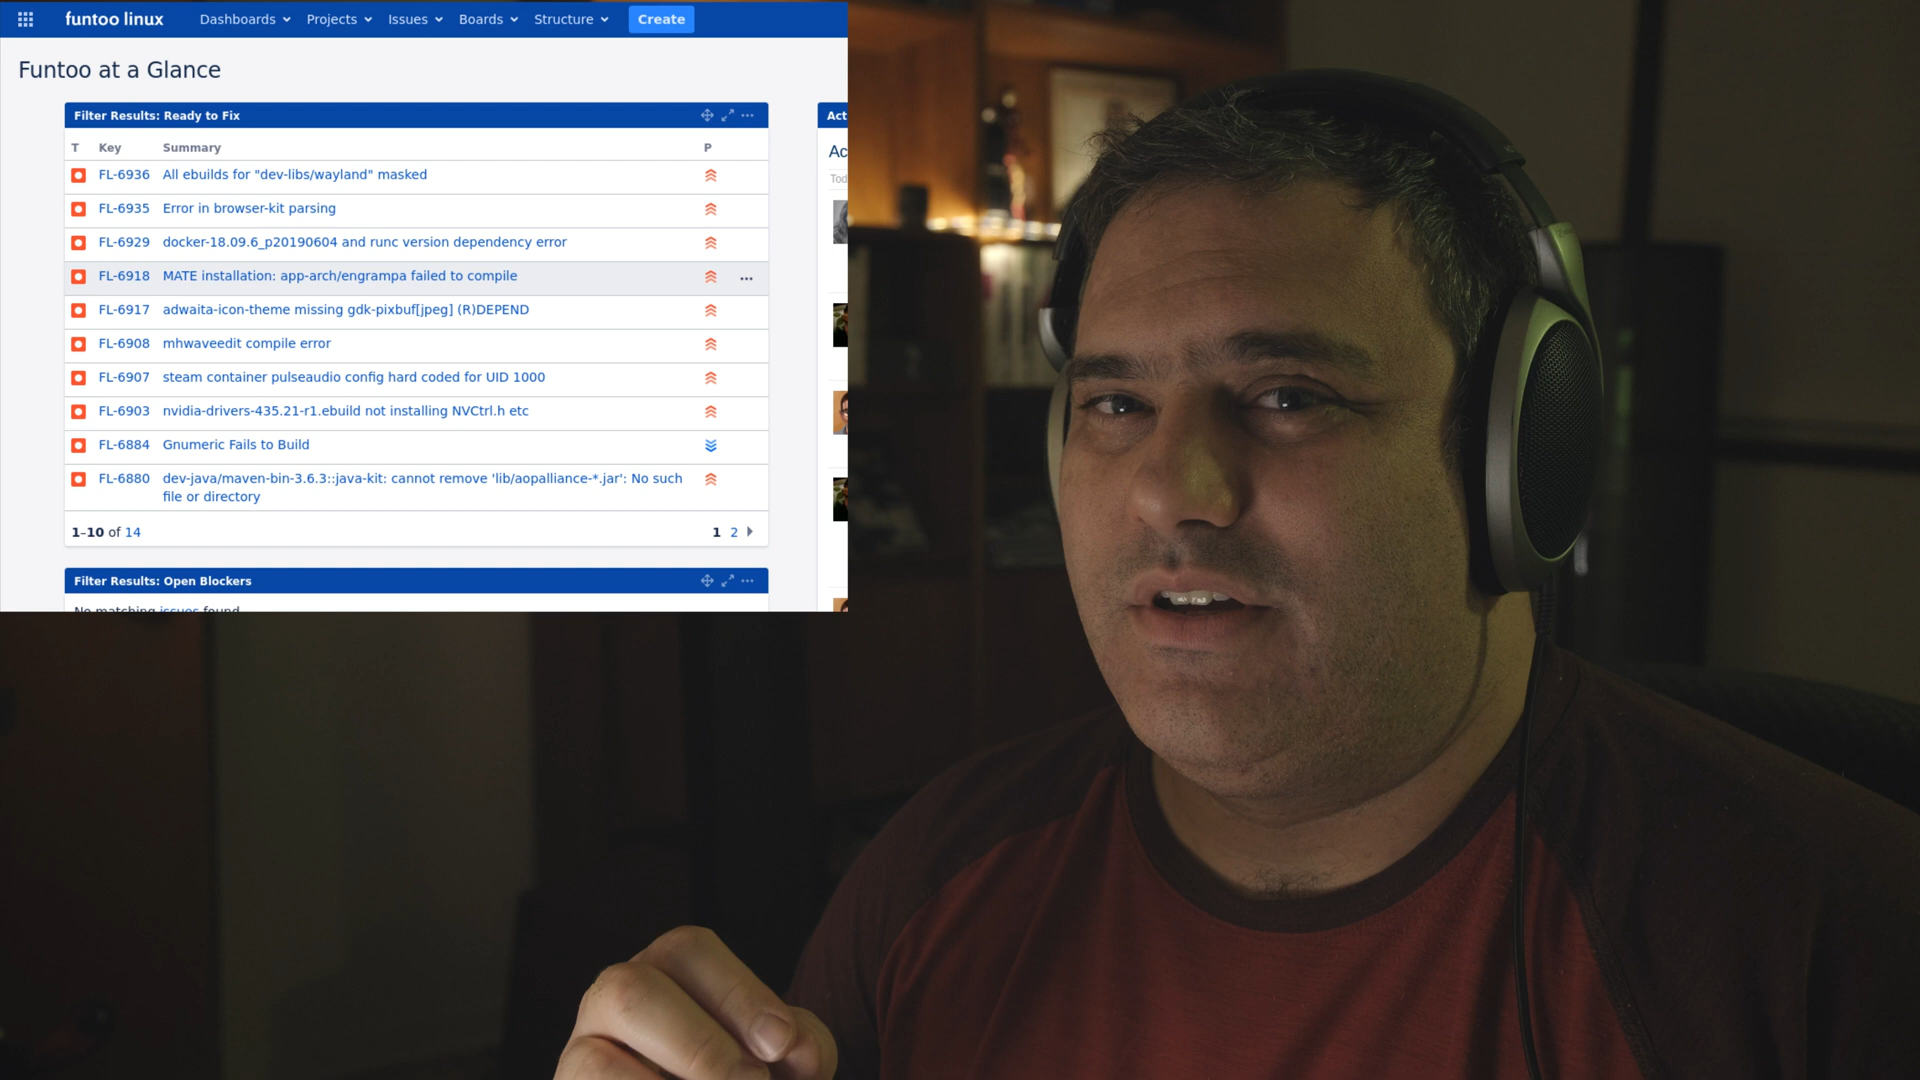 funtoo linux Dashboards Projects Issues Boards Structure Create
Funtoo at a Glance
Filter Results: Ready to Fix
T Key Summary P
FL-6936 All ebuilds for "dev-libs/wayland" masked
FL-6935 Error in browser-kit parsing
FL-6929 docker-18.09.6_p20190604 and runc version dependency error
FL-6918 MATE installation: app-arch/engrampa failed to compile
FL-6917 adwaita-icon-theme missing gdk-pixbuf[jpeg] (R)DEPEND
FL-6908 mhwaveedit compile error
FL-6907 steam container pulseaudio config hard coded for UID 1000
FL-6903 nvidia-drivers-435.21-r1.ebuild not installing NVCtrl.h etc
FL-6884 Gnumeric Fails to Build
FL-6880 dev-java/maven-bin-3.6.3::java-kit: cannot remove 'lib/aopalliance-*.jar': No such
file or directory
1–10 of 14 1 2
Filter Results: Open Blockers
No matching issues found
Act
Ac
Tod